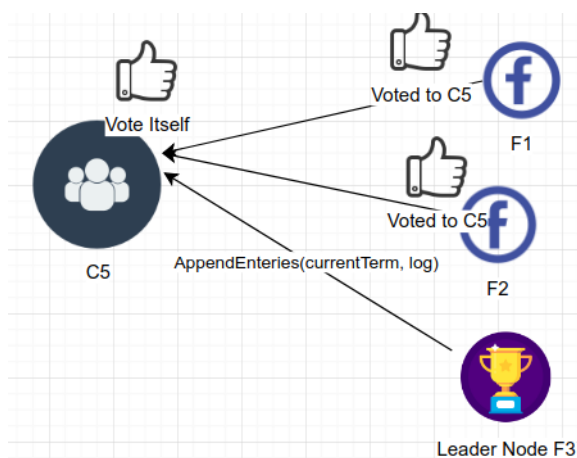 Vote Itself
Voted to C5
F1
Voted to C5
F2
C5
AppendEnteries(currentTerm, log)
Leader Node F3